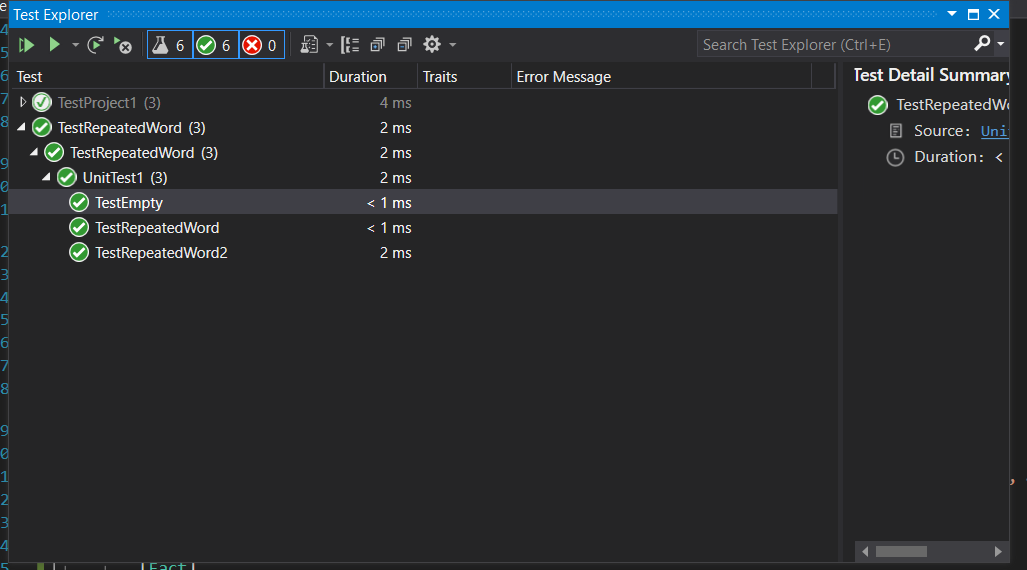 Test Explorer
6 6 0
Search Test Explorer (Ctrl+E)
Test Duration Traits Error Message
TestProject1 (3) 4 ms
TestRepeatedWord (3) 2 ms
TestRepeatedWord (3) 2 ms
UnitTest1 (3) 2 ms
TestEmpty < 1 ms
TestRepeatedWord < 1 ms
TestRepeatedWord2 2 ms
Test Detail Summary
TestRepeatedWo
Source: Uni
Duration: <
[Fact]